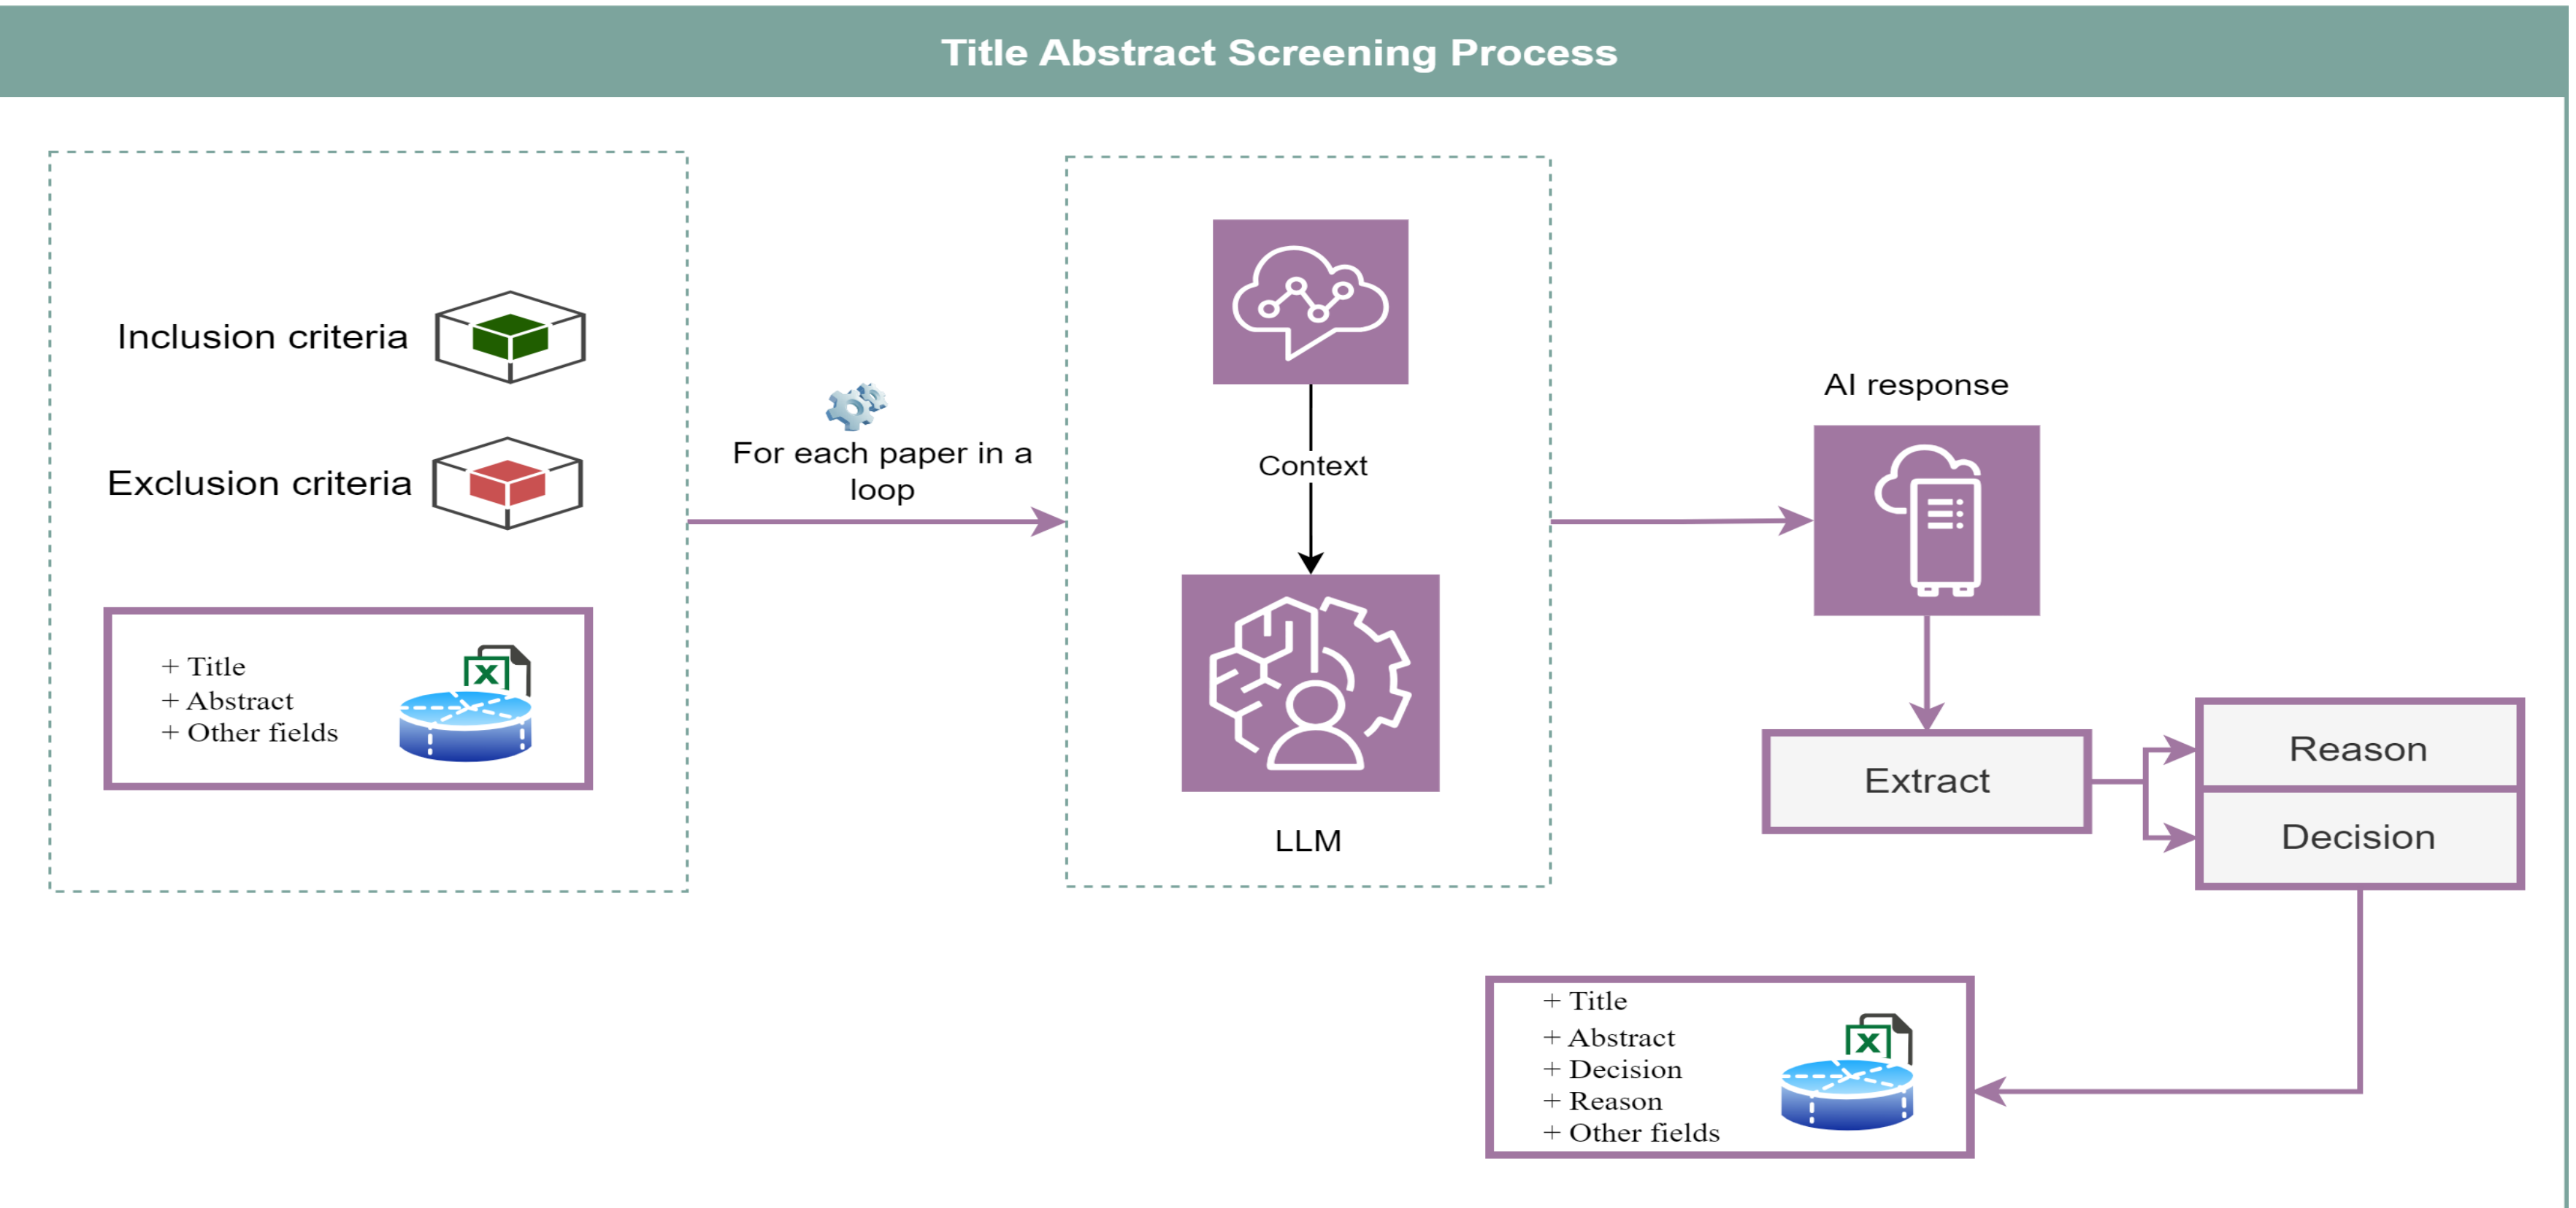 Title Abstract Screening Process
Inclusion criteria
Exclusion criteria
+ Title
+ Abstract
+ Other fields
X
For each paper in a
loop
Context
LLM
AI response
Extract
Reason
Decision
+ Title
+ Abstract
+ Decision
+ Reason
+ Other fields
X